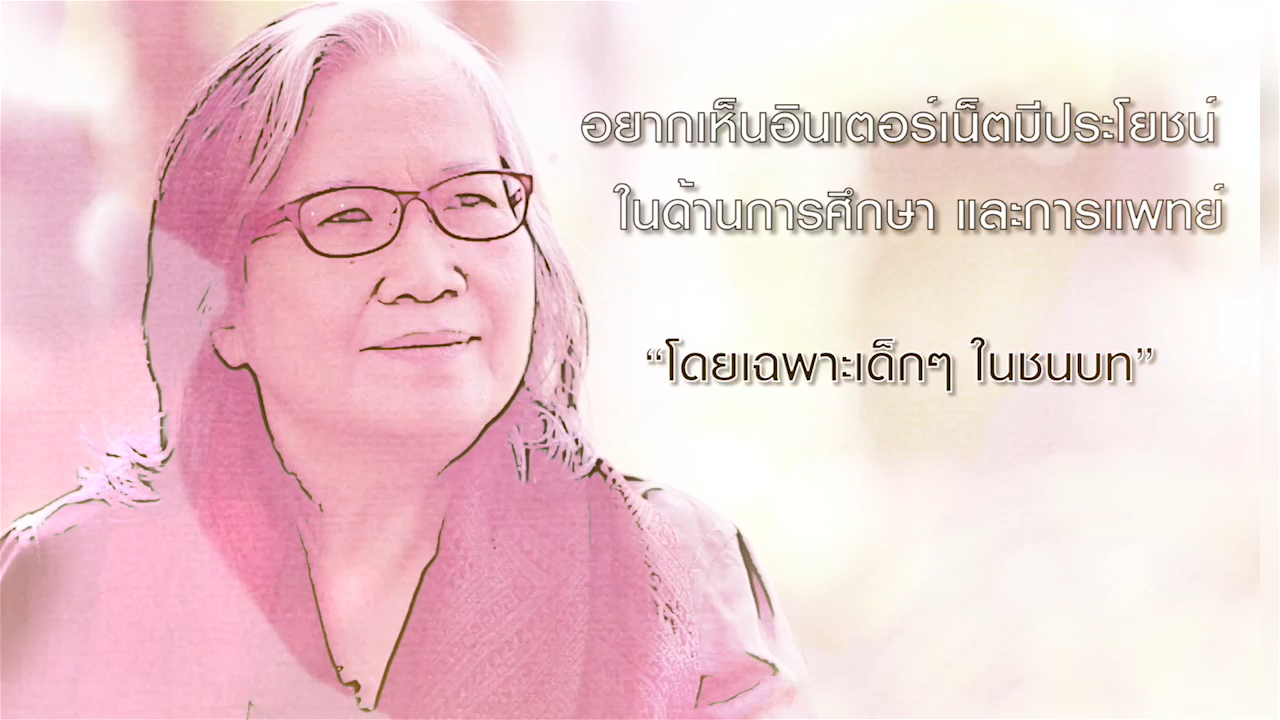 อยากเห็นอินเตอร์เน็ตมีประโยชน์
ในด้านการศึกษา และการแพทย์
“โดยเฉพาะเด็กๆ ในชนบท”